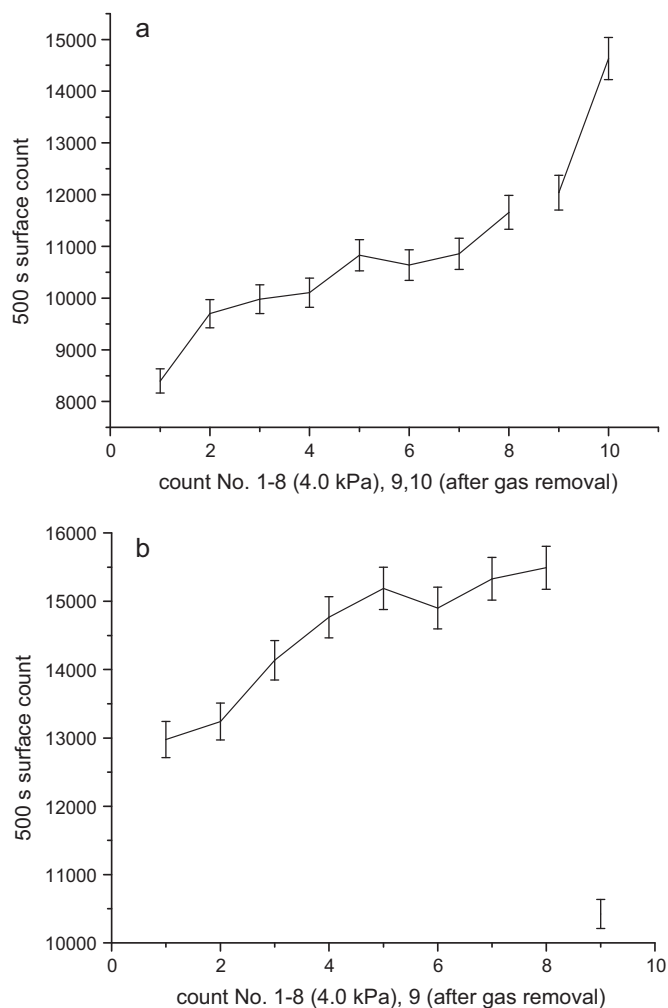 a
15000
14000
13000
12000
11000
10000
9000
8000
500 s surface count
0 2 4 6 8 10
count No. 1-8 (4.0 kPa), 9,10 (after gas removal)
b
16000
15000
14000
13000
12000
11000
10000
500 s surface count
0 2 4 6 8 10
count No. 1-8 (4.0 kPa), 9 (after gas removal)